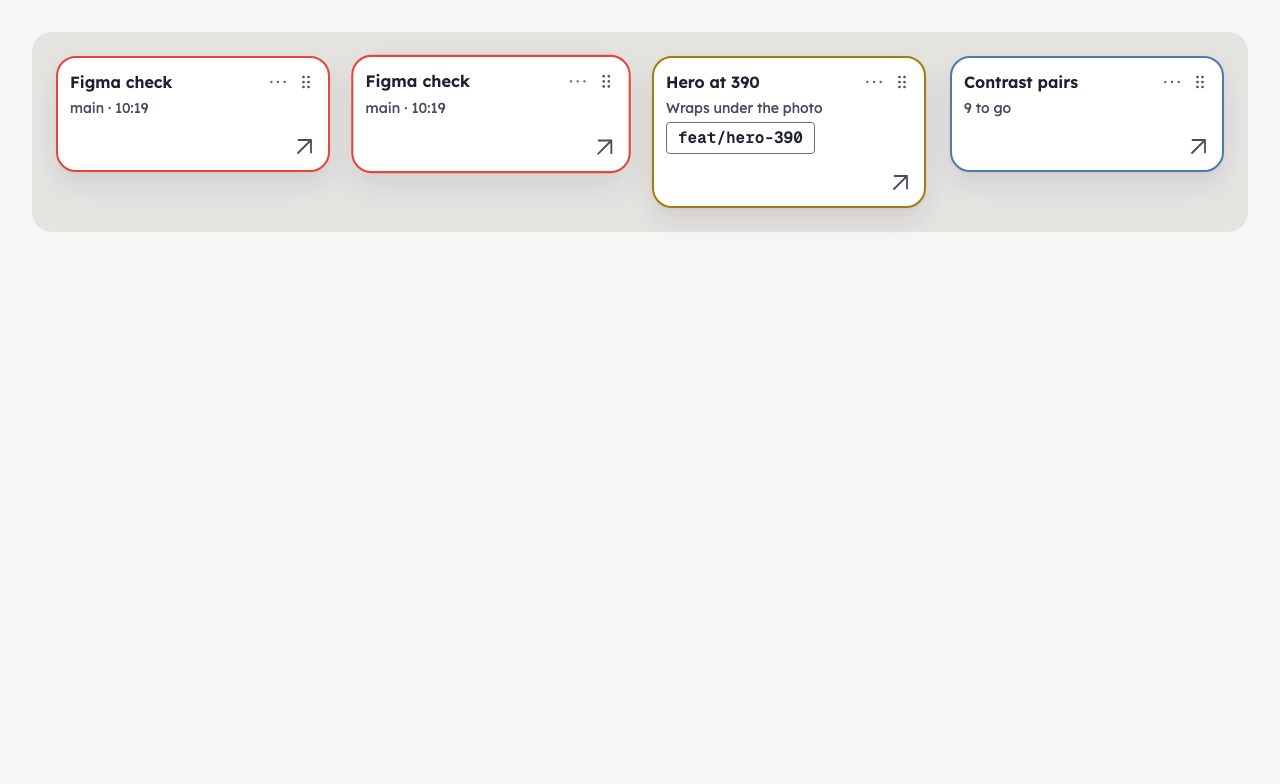 Figma check
main · 10:19
Figma check
main · 10:19
Hero at 390
Wraps under the photo
feat/hero-390
Contrast pairs
9 to go